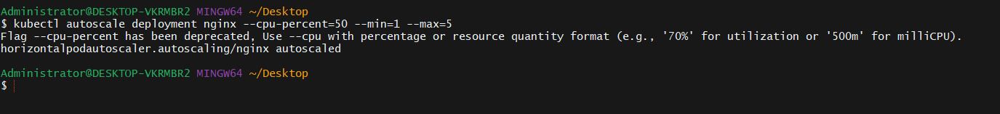 Administrator@DESKTOP-VKRMBR2 MINGW64 ~/Desktop
$ kubectl autoscale deployment nginx --cpu-percent=50 --min=1 --max=5
Flag --cpu-percent has been deprecated, Use --cpu with percentage or resource quantity format (e.g., '70%' for utilization or '500m' for milliCPU).
horizontalpodautoscaler.autoscaling/nginx autoscaled
Administrator@DESKTOP-VKRMBR2 MINGW64 ~/Desktop
$